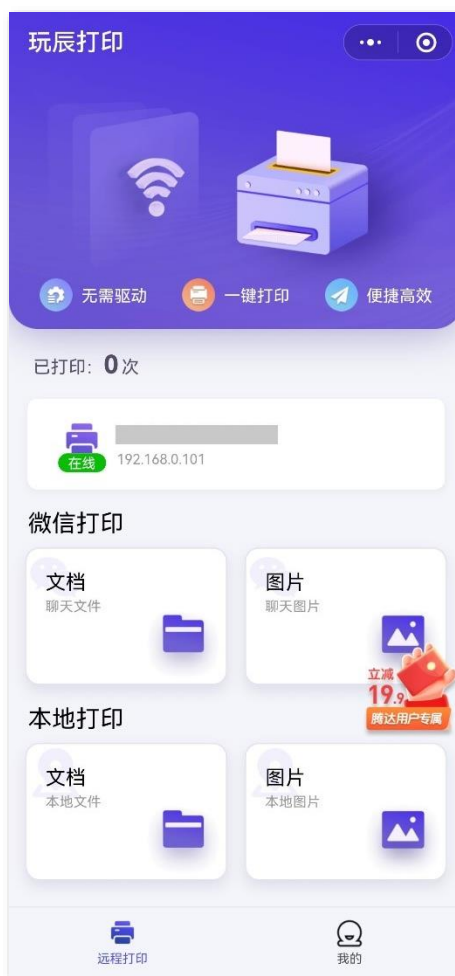 玩辰打印
无需驱动 一键打印 便捷高效
已打印: 0次
在线 192.168.0.101
微信打印
文档 图片
聊天文件 聊天图片
立减
19.9
腾达用户专属
本地打印
文档 图片
本地文件 本地图片
远程打印 我的